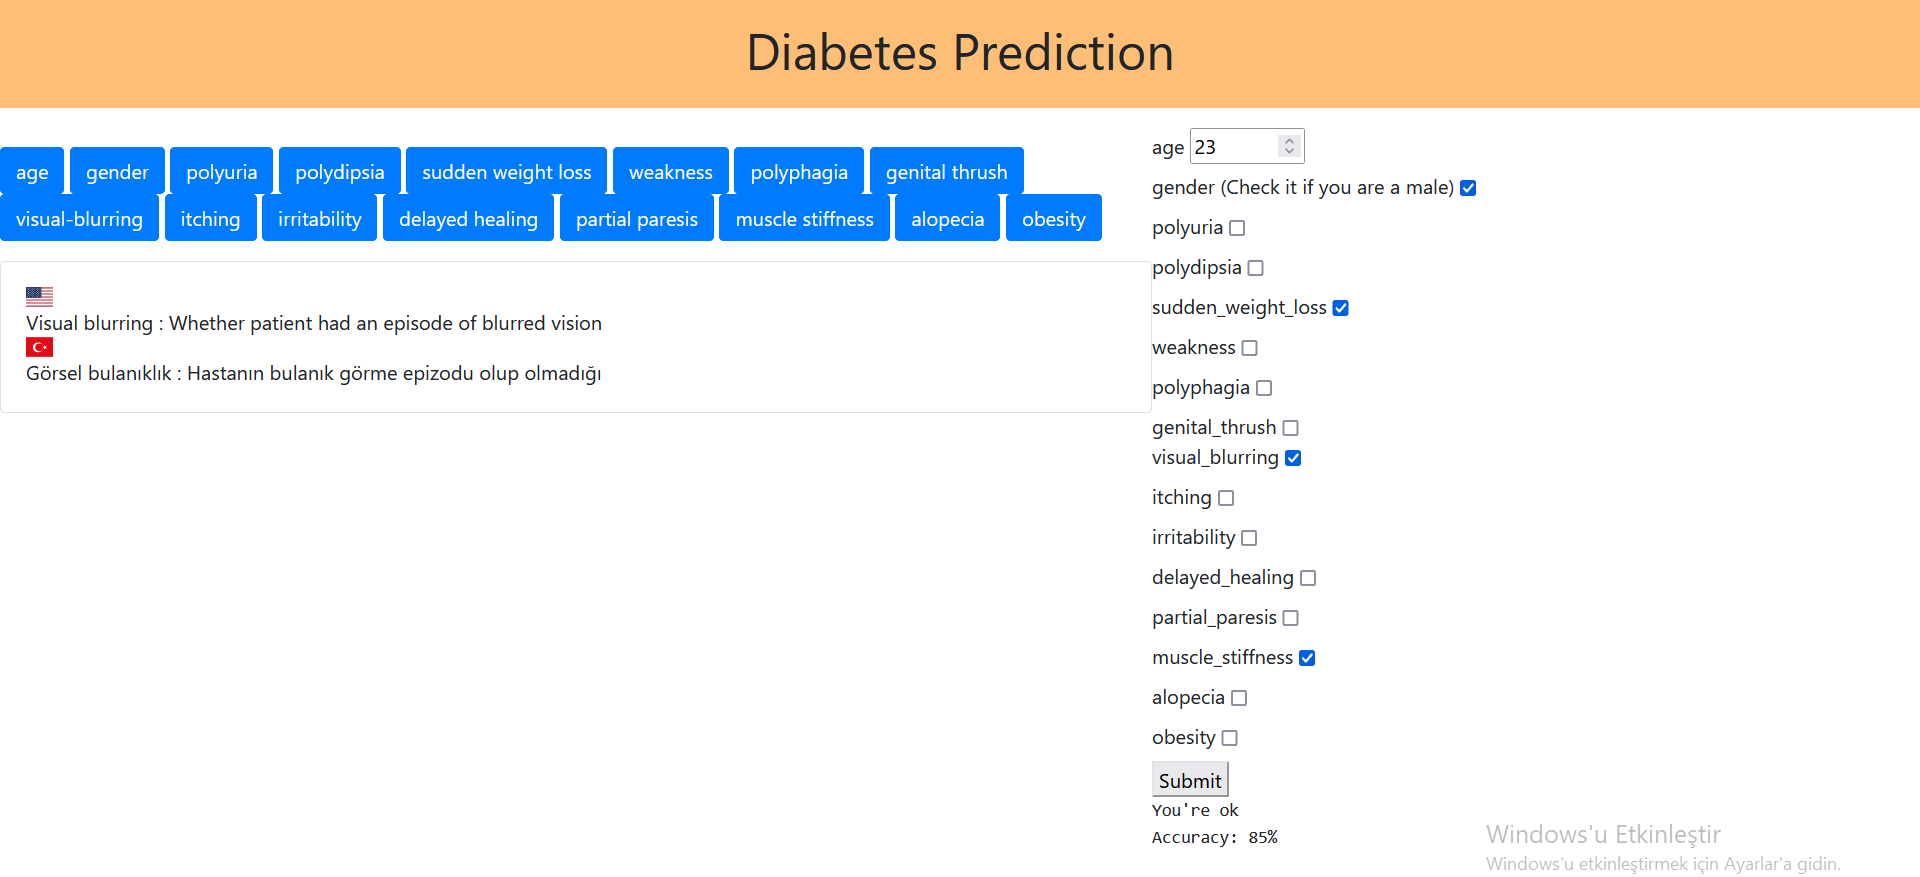 Diabetes Prediction
age gender polyuria polydipsia sudden weight loss weakness polyphagia genital thrush
visual-blurring itching irritability delayed healing partial paresis muscle stiffness alopecia obesity
Visual blurring : Whether patient had an episode of blurred vision
Görsel bulanıklık : Hastanın bulanık görme epizodu olup olmadığı
age 23
gender (Check it if you are a male)
polyuria
polydipsia
sudden_weight_loss
weakness
polyphagia
genital_thrush
visual_blurring
itching
irritability
delayed_healing
partial_paresis
muscle_stiffness
alopecia
obesity
Submit
You're ok
Accuracy: 85%
Windows'u Etkinleştir
Windows'u etkinleştirmek için Ayarlar'a gidin.